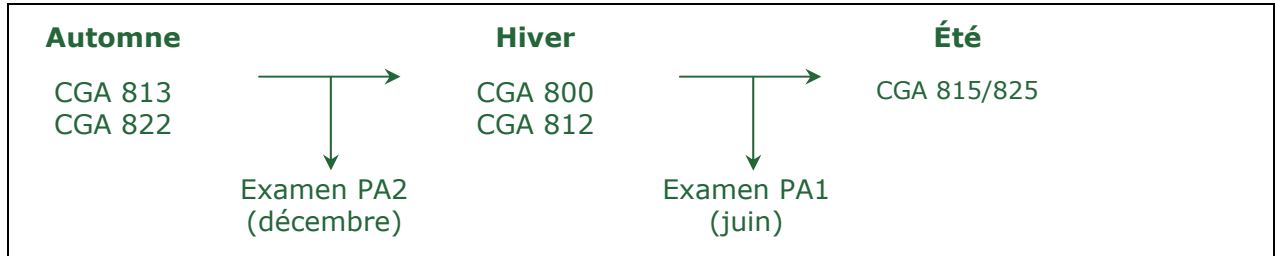 Automne
CGA 813
CGA 822
Examen PA2
(décembre)
Hiver
CGA 800
CGA 812
Examen PA1
(juin)
Été
CGA 815/825